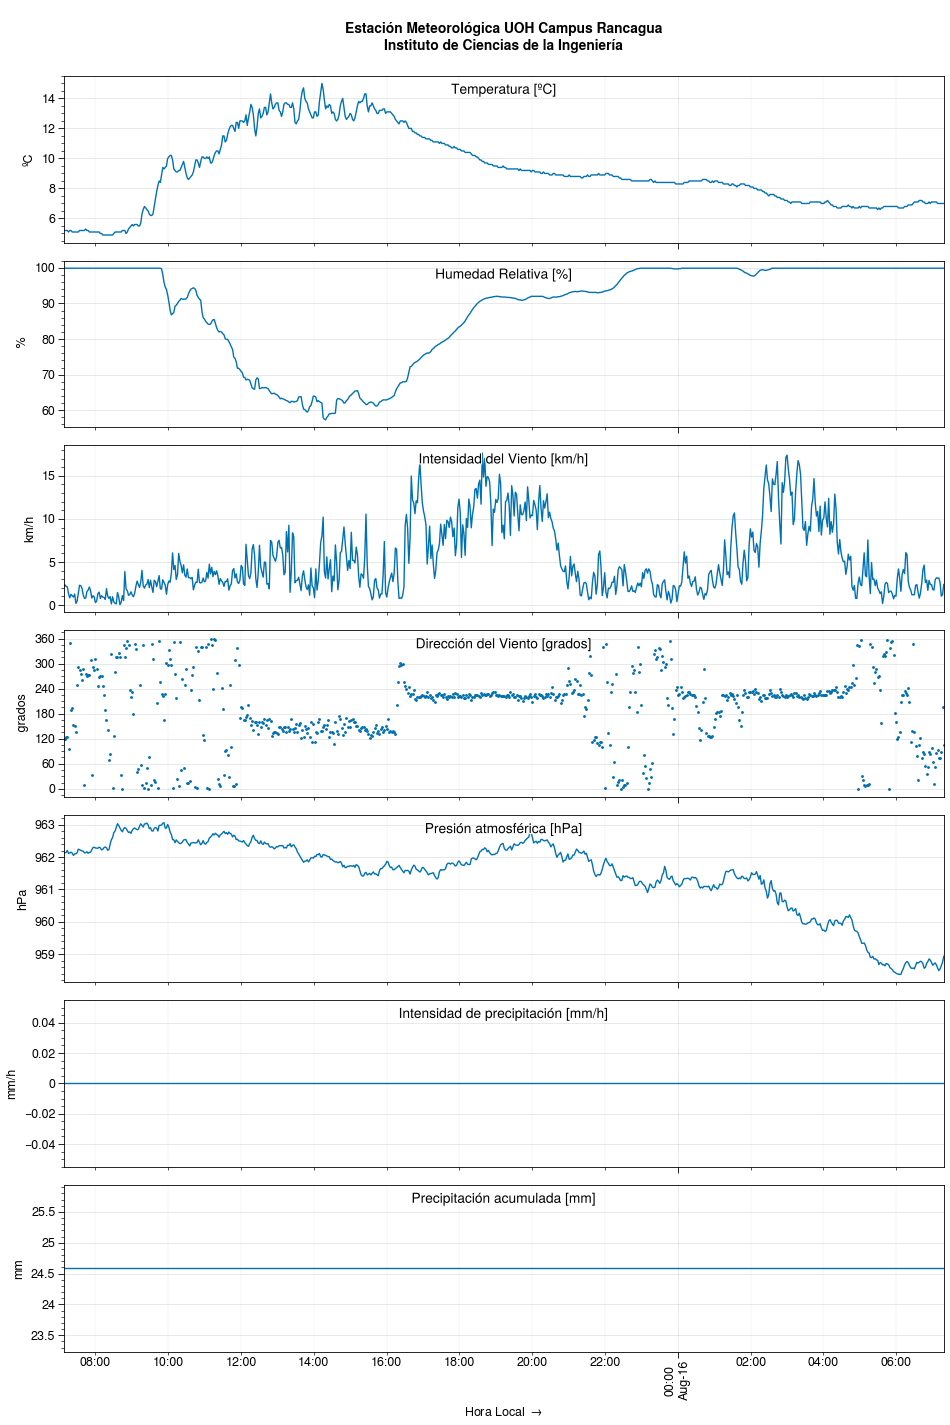 Estación Meteorológica UOH Campus Rancagua
Instituto de Ciencias de la Ingeniería
Temperatura [ºC]
14
12
10
8
6
ºC
Humedad Relativa [%]
100
90
80
70
60
%
Intensidad del Viento [km/h]
15
10
5
0
km/h
Dirección del Viento [grados]
360
300
240
180
120
60
0
grados
Presión atmosférica [hPa]
963
962
961
960
959
hPa
Intensidad de precipitación [mm/h]
0.04
0.02
0
−0.02
−0.04
mm/h
Precipitación acumulada [mm]
25.5
25
24.5
24
23.5
mm
08:00 10:00 12:00 14:00 16:00 18:00 20:00 22:00 00:00 02:00 04:00 06:00
Aug-16
Hora Local →